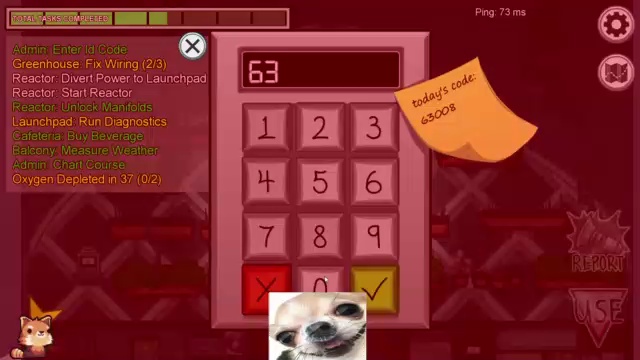 TOTAL TASKS COMPLETED
Ping: 73 ms
Admin: Enter Id Code
Greenhouse: Fix Wiring (2/3)
Reactor: Divert Power to Launchpad
Reactor: Start Reactor
Reactor: Unlock Manifolds
Launchpad: Run Diagnostics
Cafeteria: Buy Beverage
Balcony: Measure Weather
Admin: Chart Course
Oxygen Depleted in 37 (0/2)
63
today's code:
63008
1 2 3
4 5 6
7 8 9
X 0 ✓
REPORT
USE